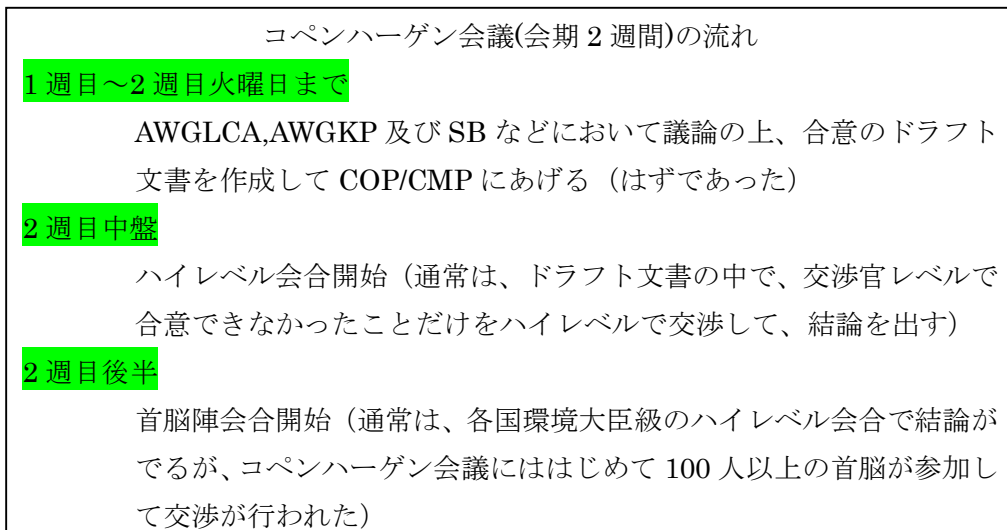 コペンハーゲン会議(会期 2 週間)の流れ
1 週目～2 週目火曜日まで
AWGLCA,AWGKP 及び SB などにおいて議論の上、合意のドラフト
文書を作成して COP/CMP にあげる（はずであった）
2 週目中盤
ハイレベル会合開始（通常は、ドラフト文書の中で、交渉官レベルで
合意できなかったことだけをハイレベルで交渉して、結論を出す）
2 週目後半
首脳陣会合開始（通常は、各国環境大臣級のハイレベル会合で結論が
でるが、コペンハーゲン会議にははじめて 100 人以上の首脳が参加し
て交渉が行われた）